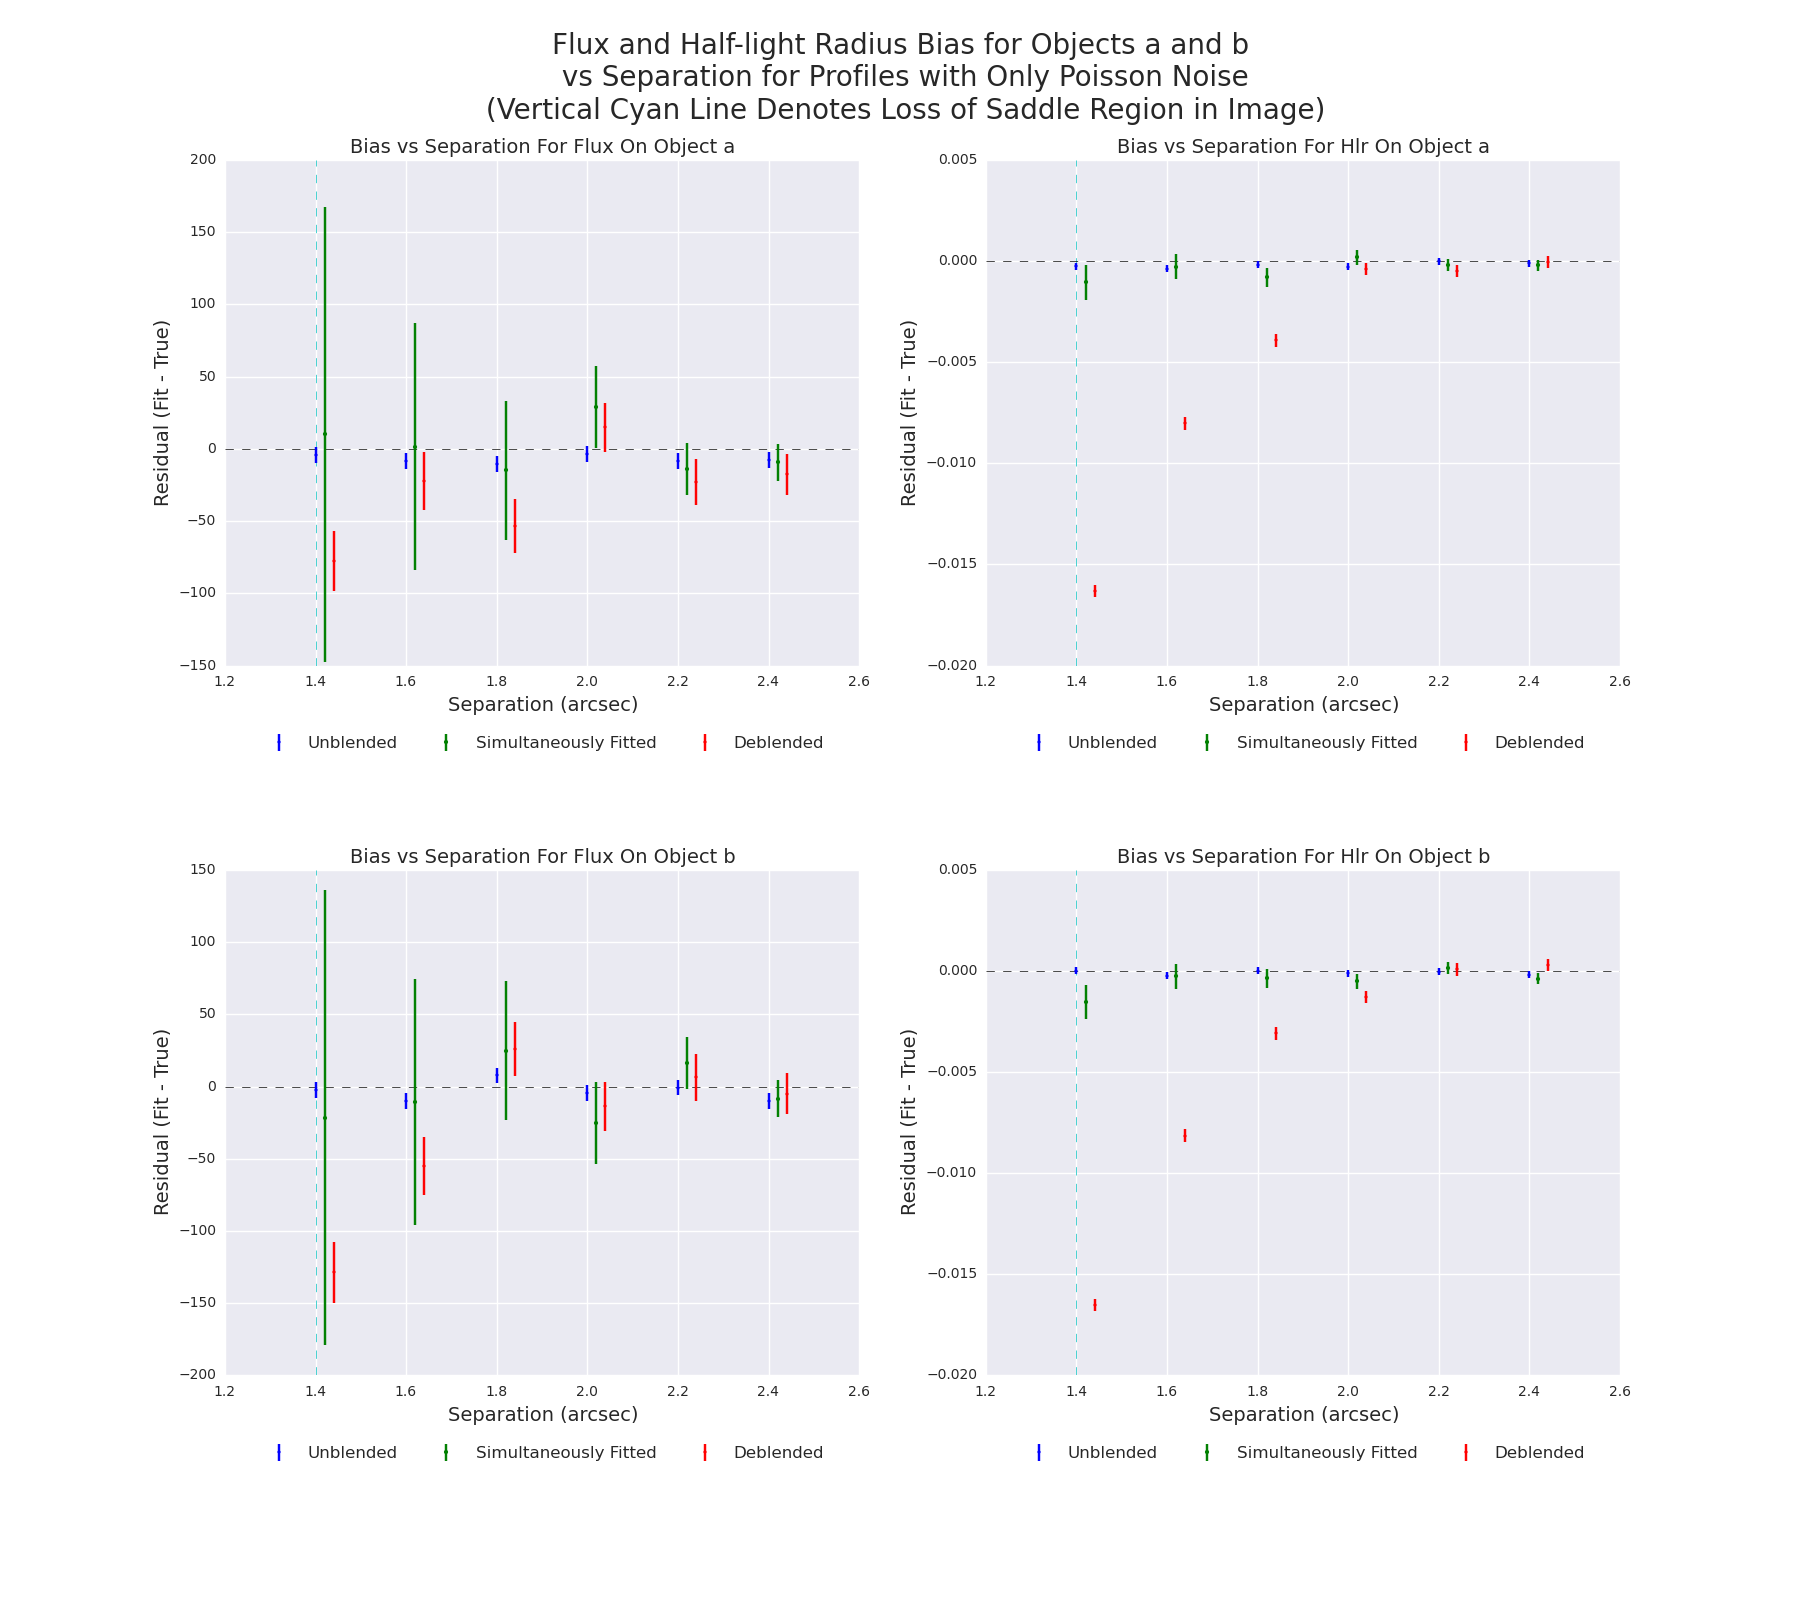 Flux and Half-light Radius Bias for Objects a and b
vs Separation for Profiles with Only Poisson Noise
(Vertical Cyan Line Denotes Loss of Saddle Region in Image)
Bias vs Separation For Flux On Object a
200
150
100
50
0
−50
−100
−150
1.2 1.4 1.6 1.8 2.0 2.2 2.4 2.6
Residual (Fit - True)
Separation (arcsec)
Unblended Simultaneously Fitted Deblended
Bias vs Separation For Hlr On Object a
0.005
0.000
−0.005
−0.010
−0.015
−0.020
1.2 1.4 1.6 1.8 2.0 2.2 2.4 2.6
Residual (Fit - True)
Separation (arcsec)
Unblended Simultaneously Fitted Deblended
Bias vs Separation For Flux On Object b
150
100
50
0
−50
−100
−150
−200
1.2 1.4 1.6 1.8 2.0 2.2 2.4 2.6
Residual (Fit - True)
Separation (arcsec)
Unblended Simultaneously Fitted Deblended
Bias vs Separation For Hlr On Object b
0.005
0.000
−0.005
−0.010
−0.015
−0.020
1.2 1.4 1.6 1.8 2.0 2.2 2.4 2.6
Residual (Fit - True)
Separation (arcsec)
Unblended Simultaneously Fitted Deblended